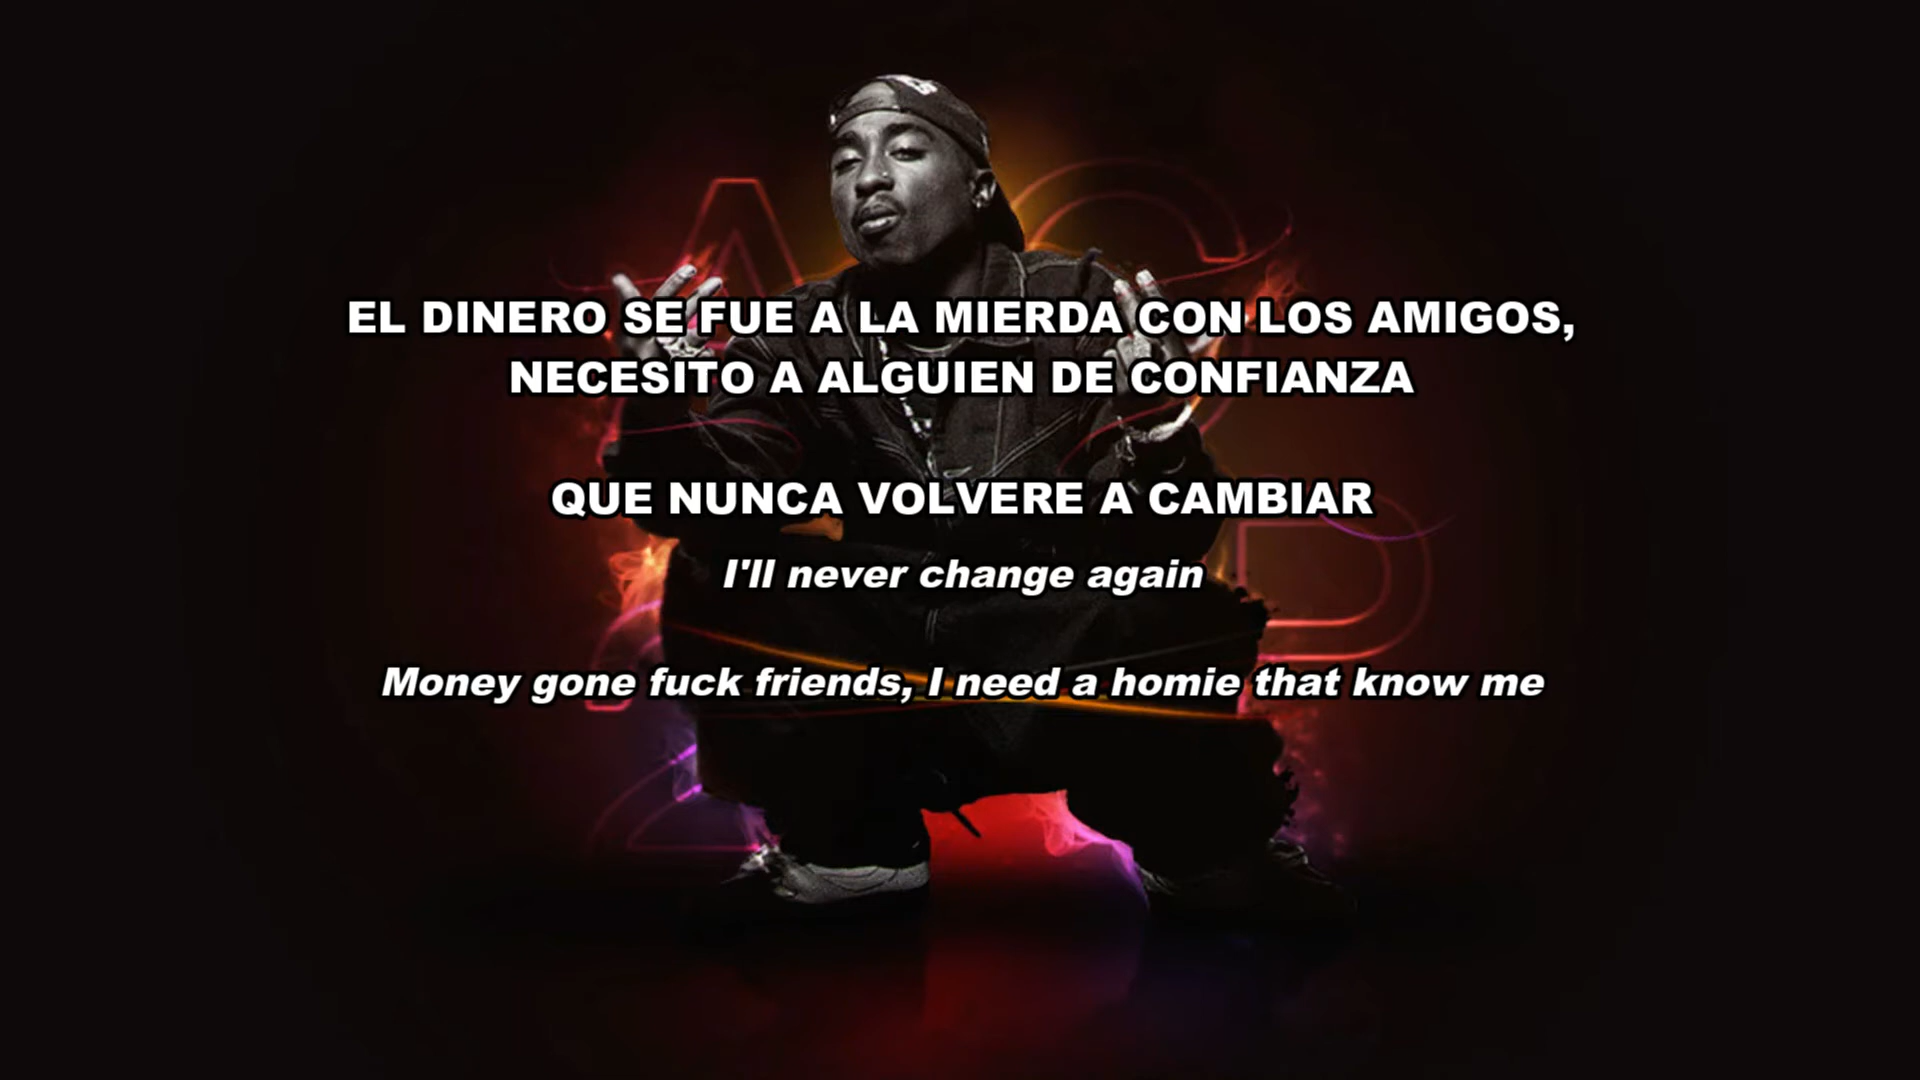 EL DINERO SE FUE A LA MIERDA CON LOS AMIGOS,
NECESITO A ALGUIEN DE CONFIANZA
QUE NUNCA VOLVERE A CAMBIAR
I'll never change again
Money gone fuck friends, I need a homie that know me